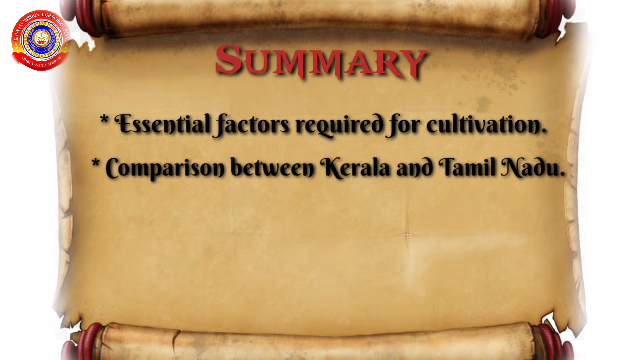 SUMMARY
* Essential factors required for cultivation.
* Comparison between Kerala and Tamil Nadu.